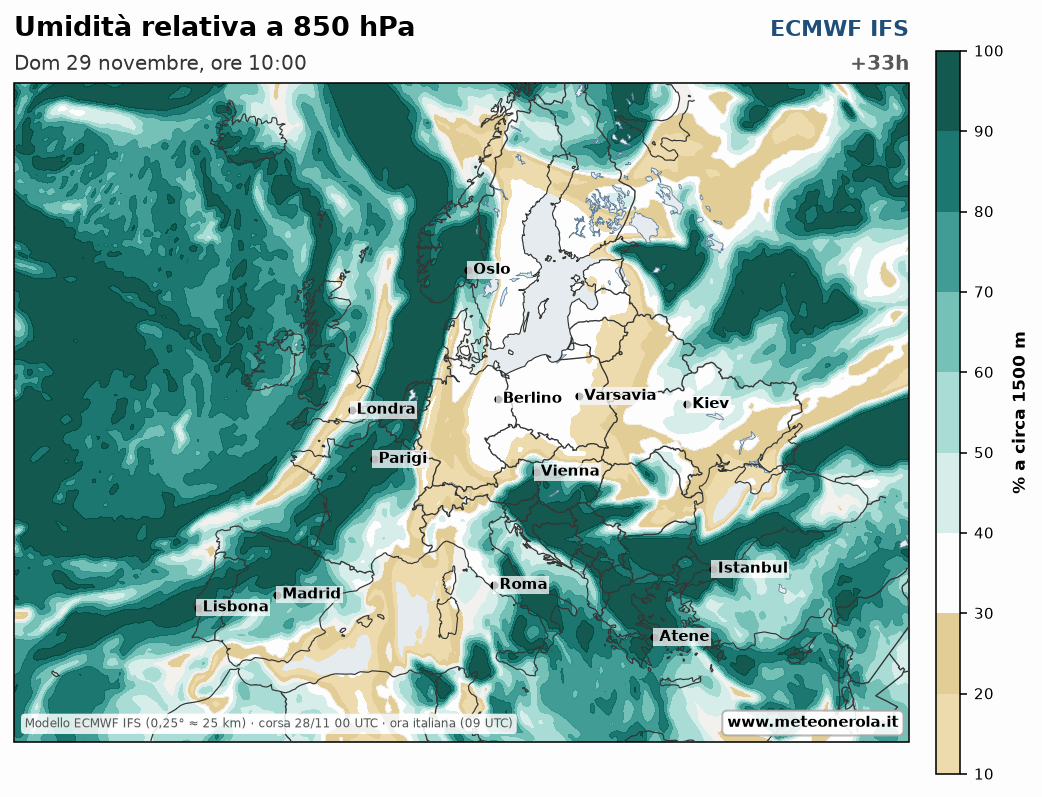 Umidità relativa a 850 hPa
ECMWF IFS
Dom 29 novembre, ore 10:00
+33h
100
90
80
70
60
50
40
30
20
10
% a circa 1500 m
Oslo
Londra
Berlino
Varsavia
Kiev
Parigi
Vienna
Istanbul
Roma
Madrid
Lisbona
Atene
Modello ECMWF IFS (0,25° ≈ 25 km) · corsa 28/11 00 UTC · ora italiana (09 UTC)
www.meteonerola.it